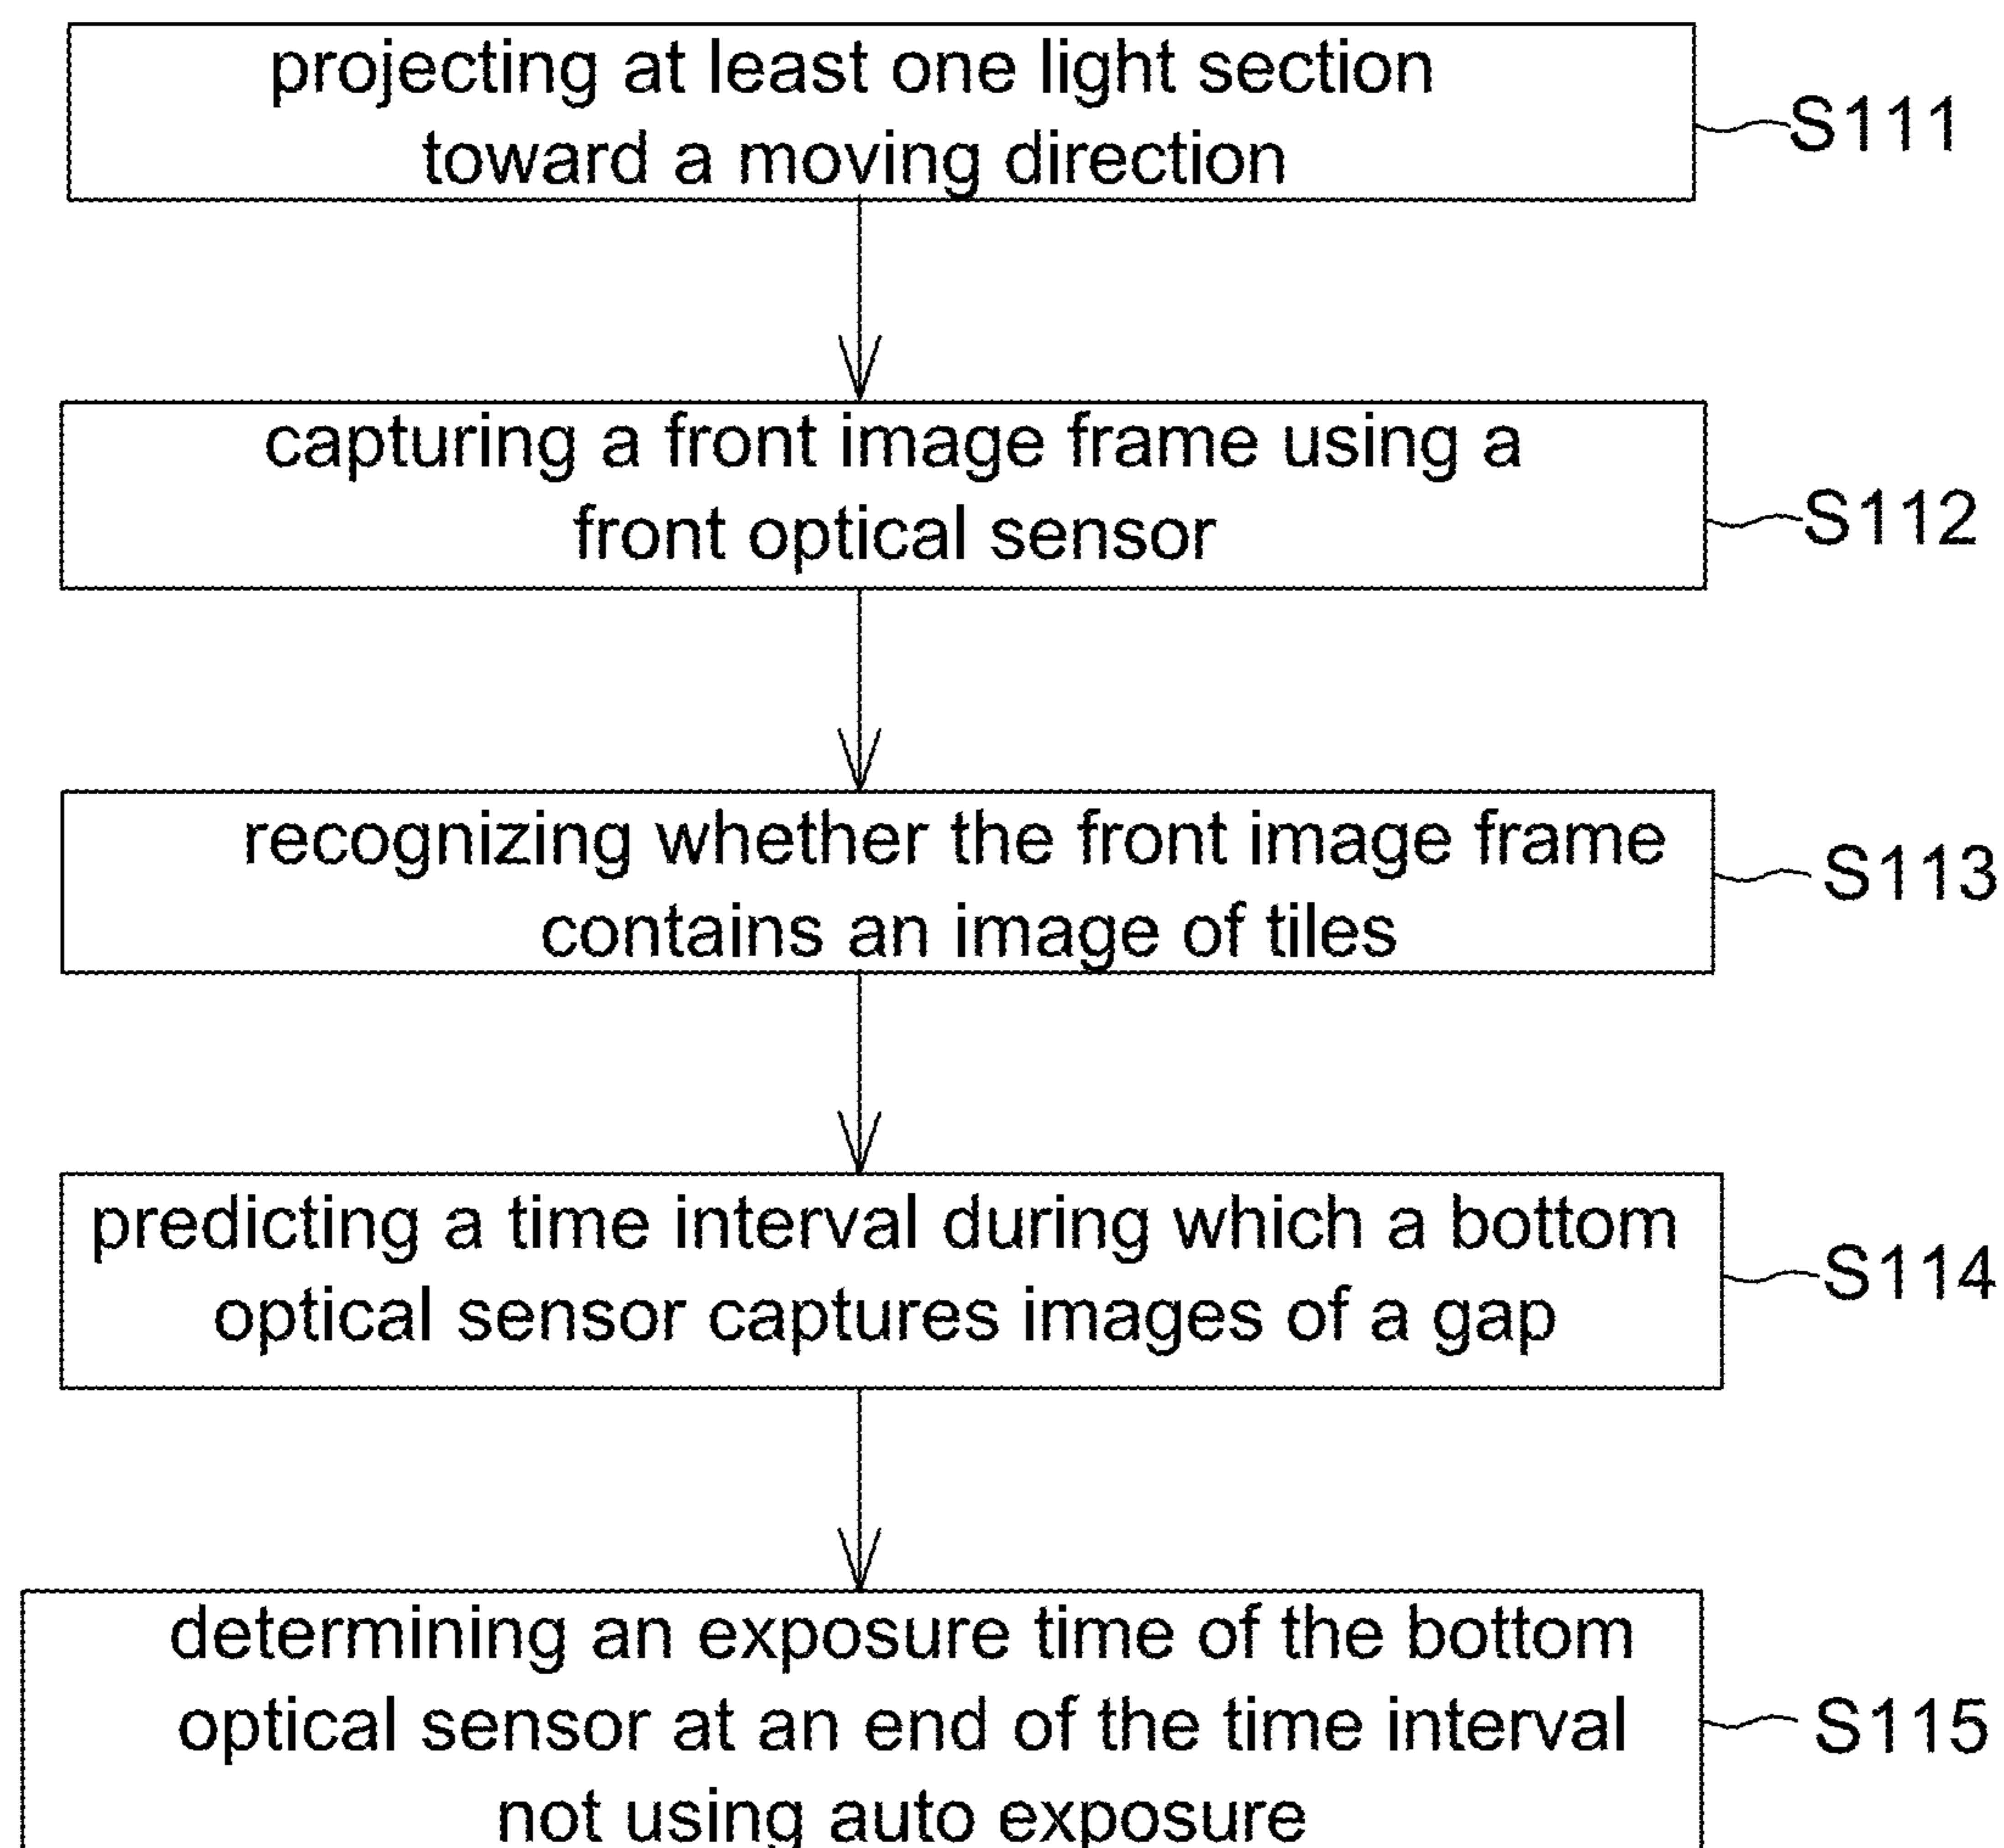 projecting at least one light section
toward a moving direction
S111
capturing a front image frame using a
front optical sensor
S112
recognizing whether the front image frame
contains an image of tiles
S113
predicting a time interval during which a bottom
optical sensor captures images of a gap
S114
determining an exposure time of the bottom
optical sensor at an end of the time interval
not using auto exposure
S115